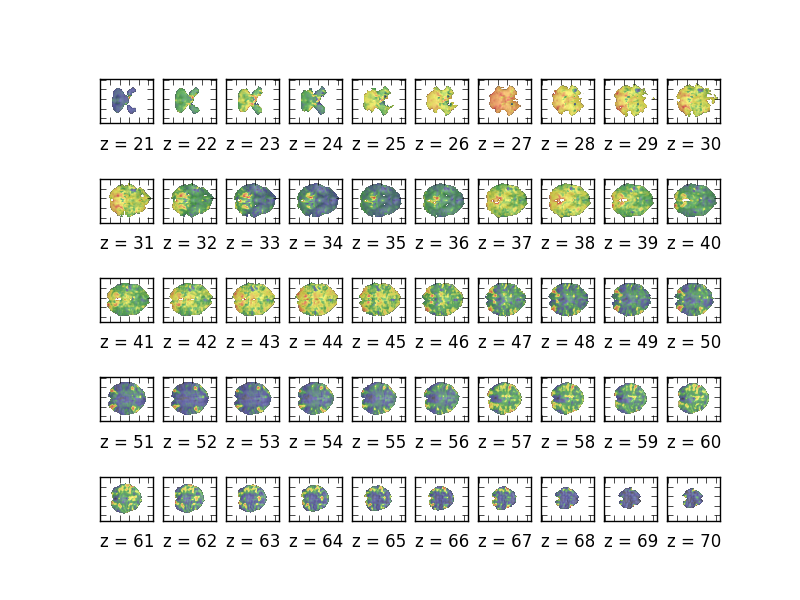 z = 21 z = 22 z = 23 z = 24 z = 25 z = 26 z = 27 z = 28 z = 29 z = 30
z = 31 z = 32 z = 33 z = 34 z = 35 z = 36 z = 37 z = 38 z = 39 z = 40
z = 41 z = 42 z = 43 z = 44 z = 45 z = 46 z = 47 z = 48 z = 49 z = 50
z = 51 z = 52 z = 53 z = 54 z = 55 z = 56 z = 57 z = 58 z = 59 z = 60
z = 61 z = 62 z = 63 z = 64 z = 65 z = 66 z = 67 z = 68 z = 69 z = 70